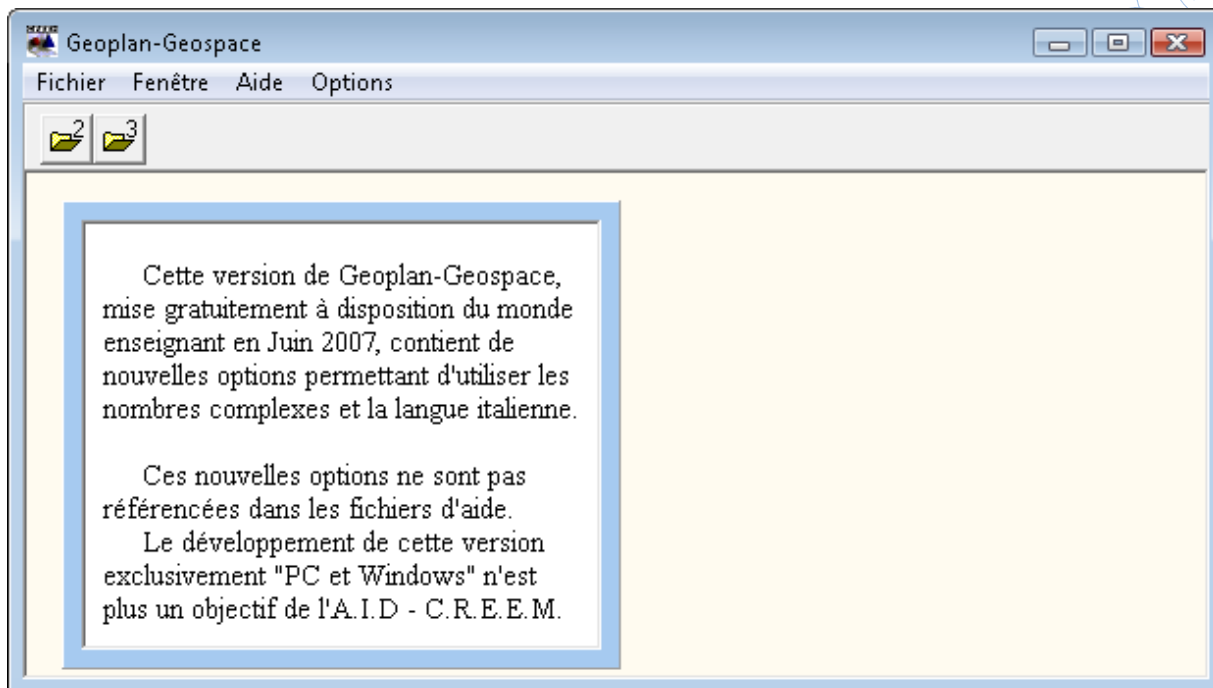 Geoplan-Geospace
Fichier Fenêtre Aide Options
2 3
Cette version de Geoplan-Geospace,
mise gratuitement à disposition du monde
enseignant en Juin 2007, contient de
nouvelles options permettant d'utiliser les
nombres complexes et la langue italienne.
Ces nouvelles options ne sont pas
référencées dans les fichiers d'aide.
Le développement de cette version
exclusivement "PC et Windows" n'est
plus un objectif de l'A.I.D - C.R.E.E.M.